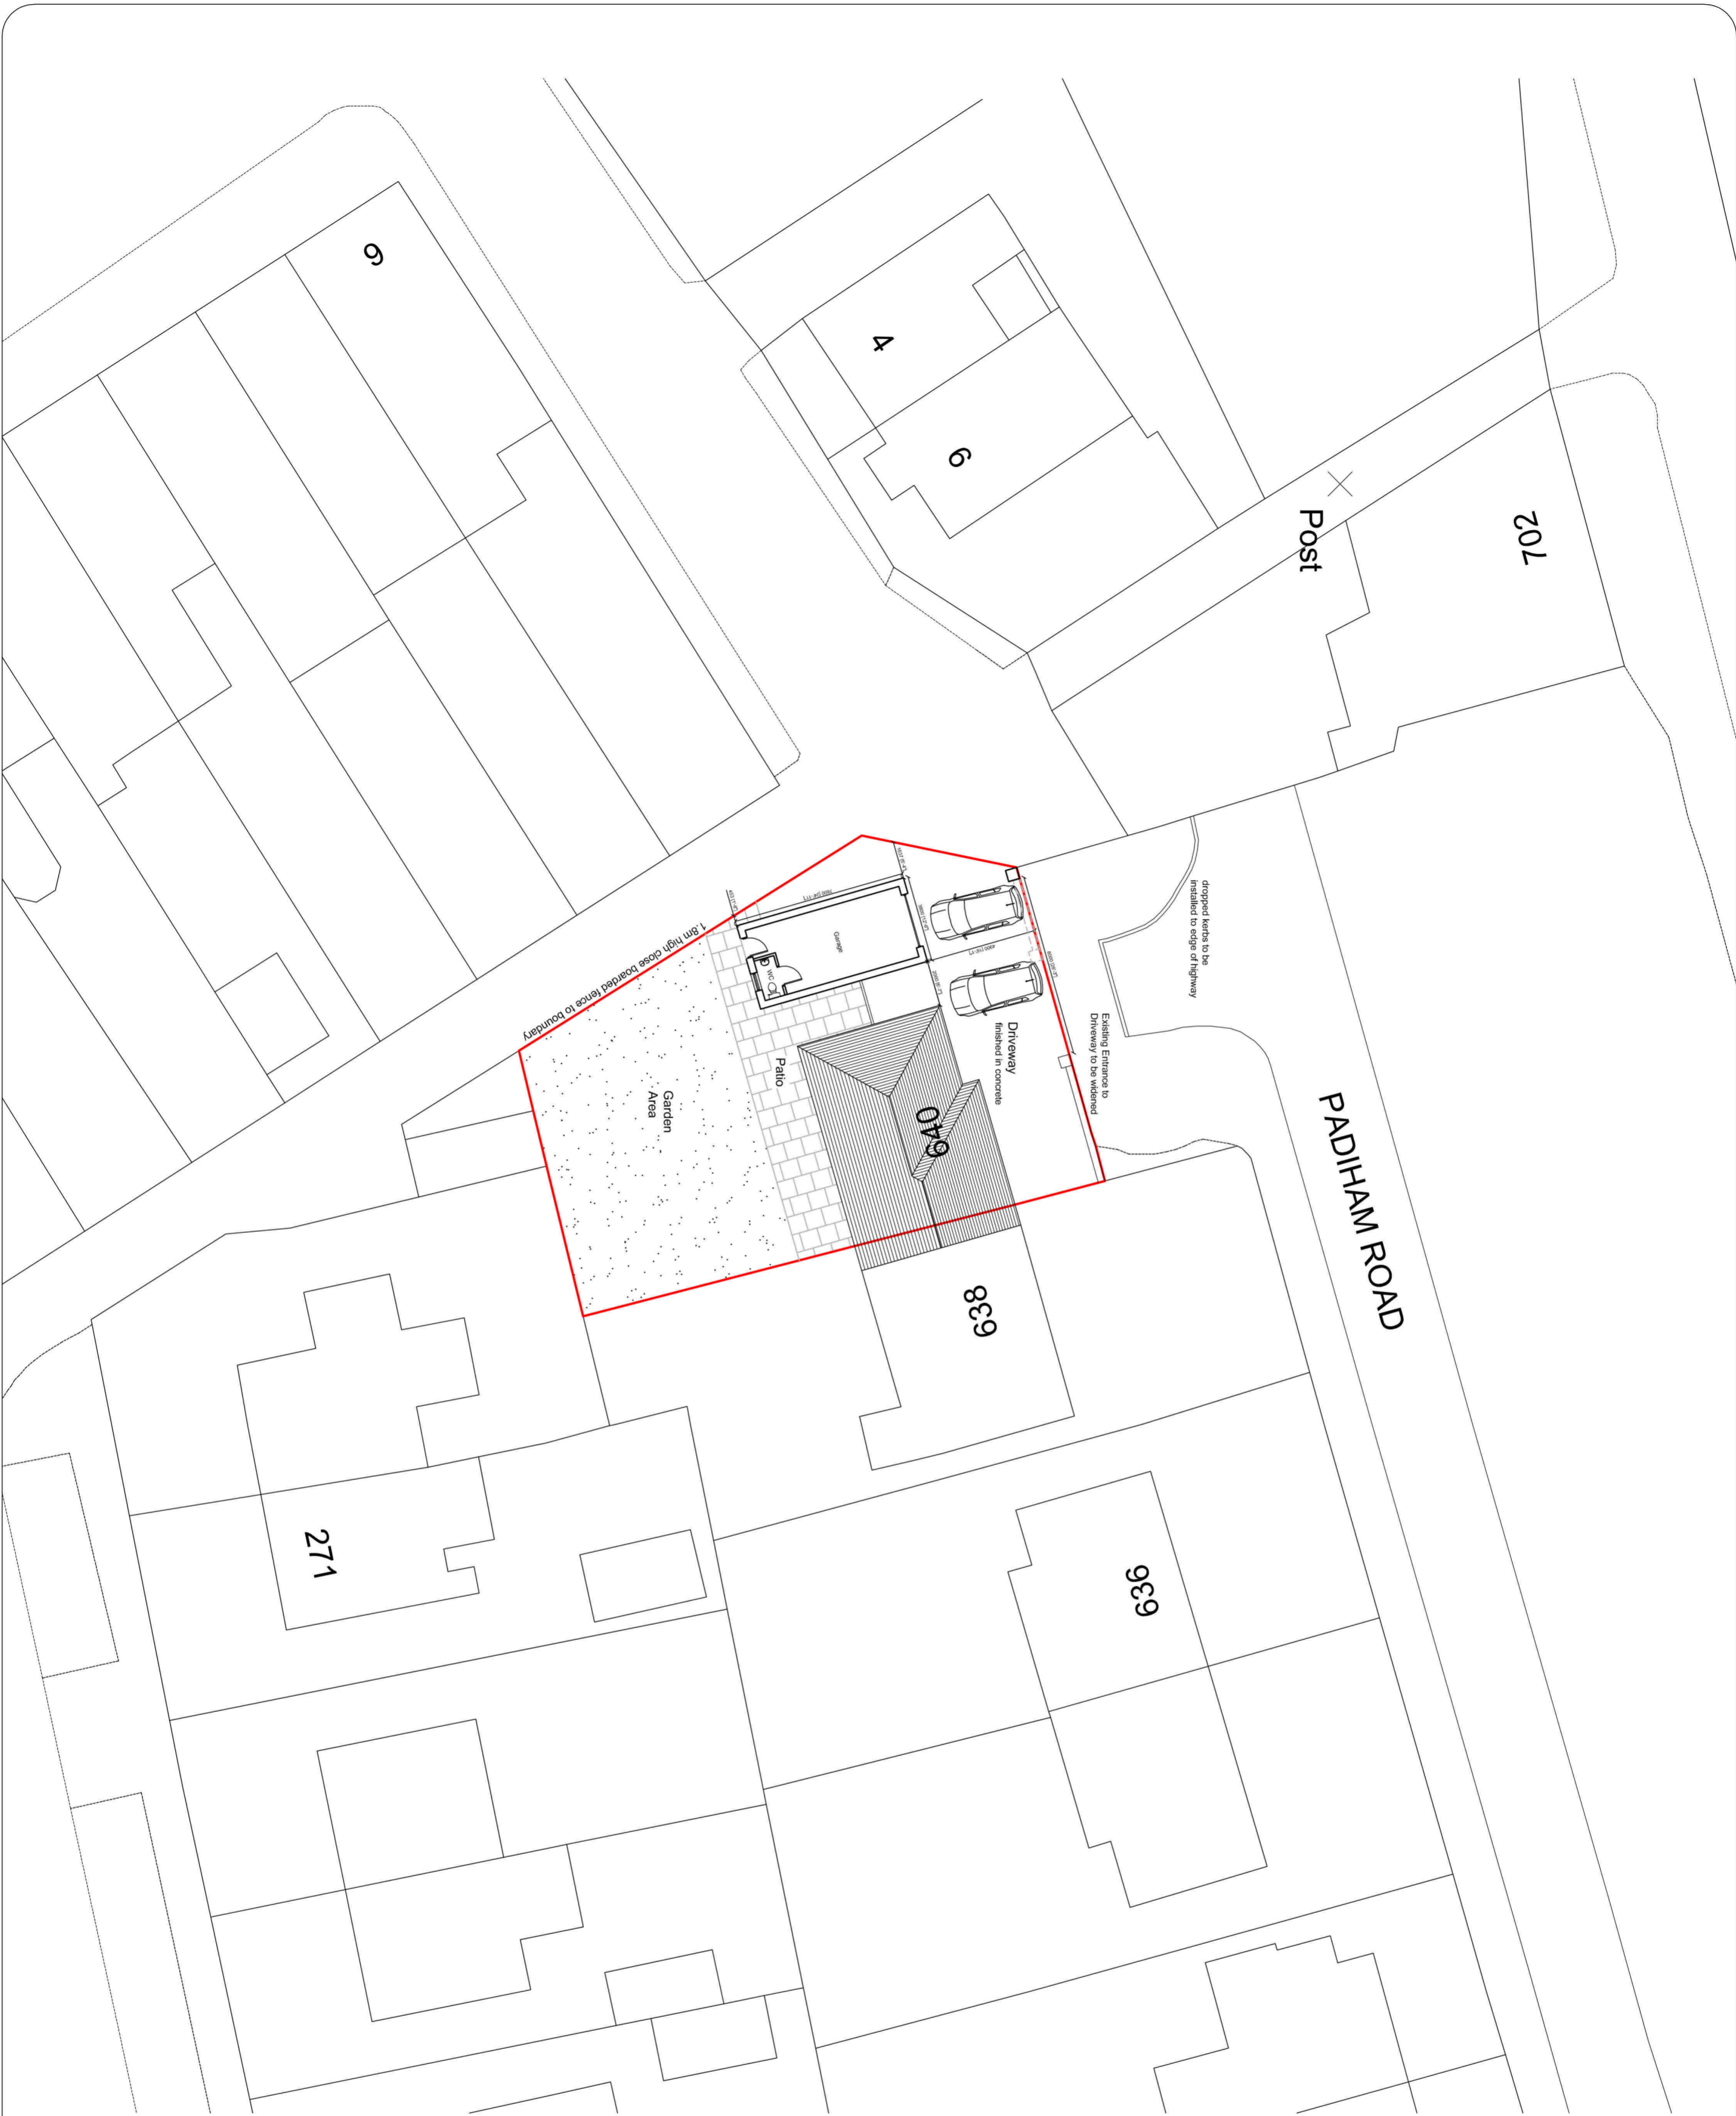 9
4
6
Post
702
dropped kerbs to be
installed to edge of highway
Existing Entrance to
Driveway to be widened
Driveway
finished in concrete
Garage
WC
1.8m high close boarded fence to boundary
Patio
Garden
Area
640
638
PADIHAM ROAD
636
271